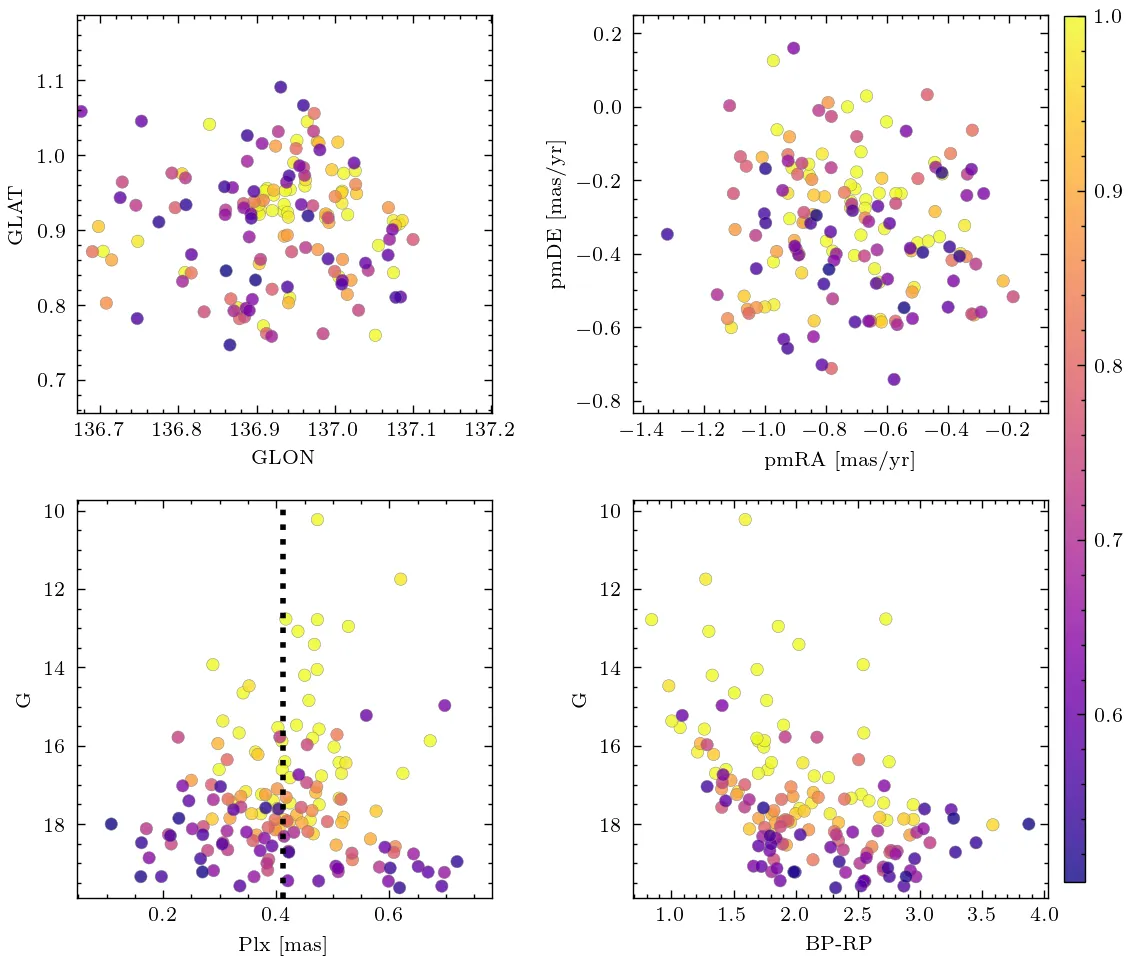 1.1
1.0
0.9
0.8
0.7
GLAT
136.7 136.8 136.9 137.0 137.1 137.2
GLON
0.2
0.0
−0.2
−0.4
−0.6
−0.8
pmDE [mas/yr]
−1.4 −1.2 −1.0 −0.8 −0.6 −0.4 −0.2
pmRA [mas/yr]
10
12
14
16
18
G
0.2 0.4 0.6
Plx [mas]
10
12
14
16
18
G
1.0 1.5 2.0 2.5 3.0 3.5 4.0
BP-RP
1.0
0.9
0.8
0.7
0.6